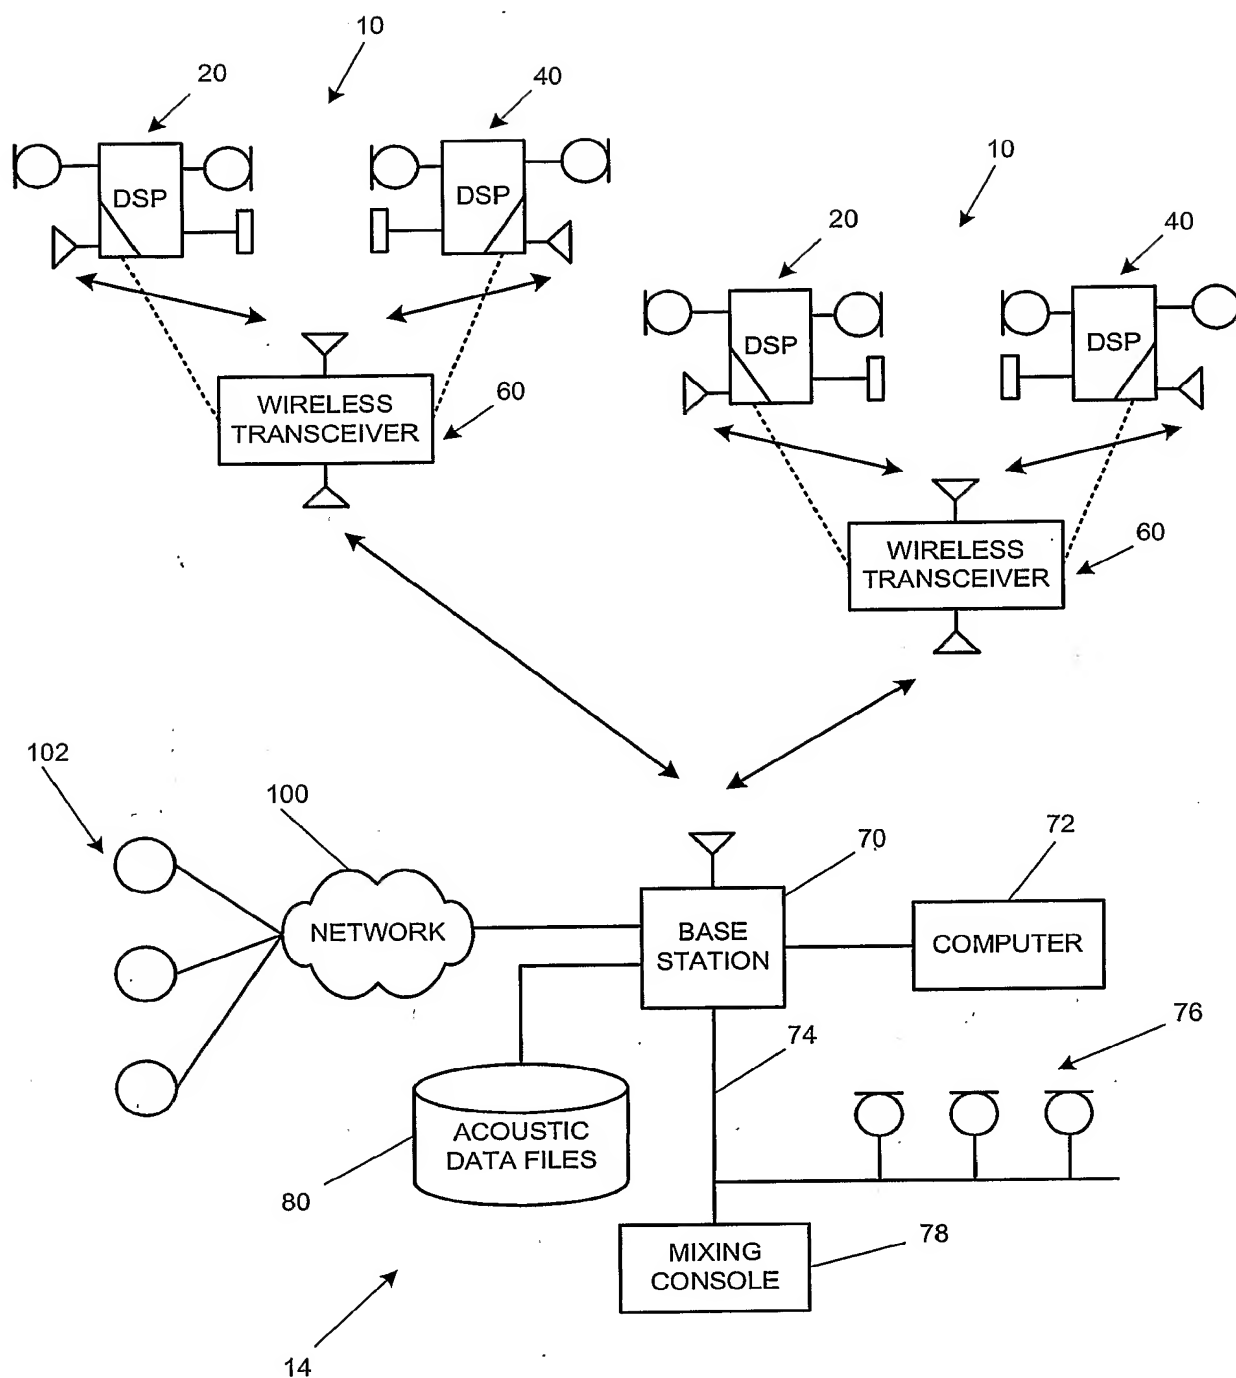 10
20
40
DSP
DSP
10
20
40
DSP
DSP
WIRELESS
TRANSCEIVER
60
WIRELESS
TRANSCEIVER
60
102
100
70
72
NETWORK
BASE
STATION
COMPUTER
74
76
ACOUSTIC
DATA FILES
80
MIXING
CONSOLE
78
14